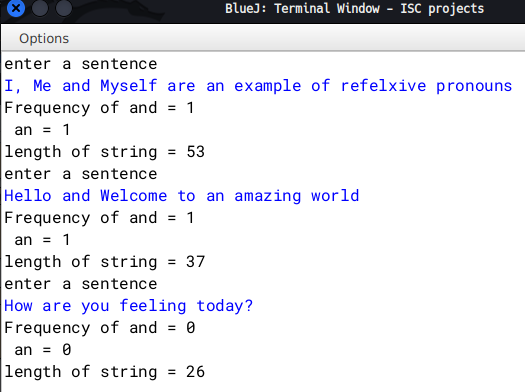 BlueJ: Terminal Window - ISC projects
Options
enter a sentence
I, Me and Myself are an example of refelxive pronouns
Frequency of and = 1
 an = 1
length of string = 53
enter a sentence
Hello and Welcome to an amazing world
Frequency of and = 1
 an = 1
length of string = 37
enter a sentence
How are you feeling today?
Frequency of and = 0
 an = 0
length of string = 26